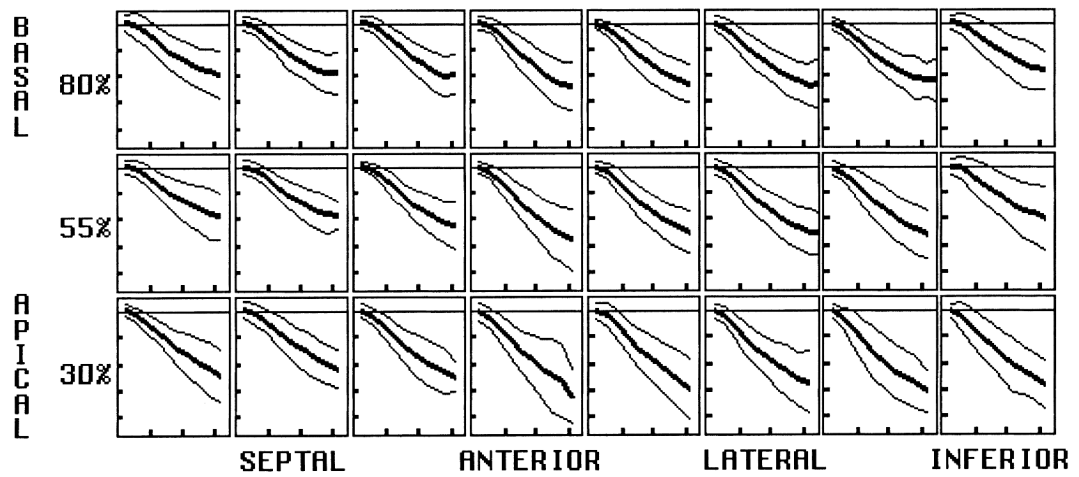 BASAL
80%
55%
APICAL
30%
SEPTAL ANTERIOR LATERAL INFERIOR